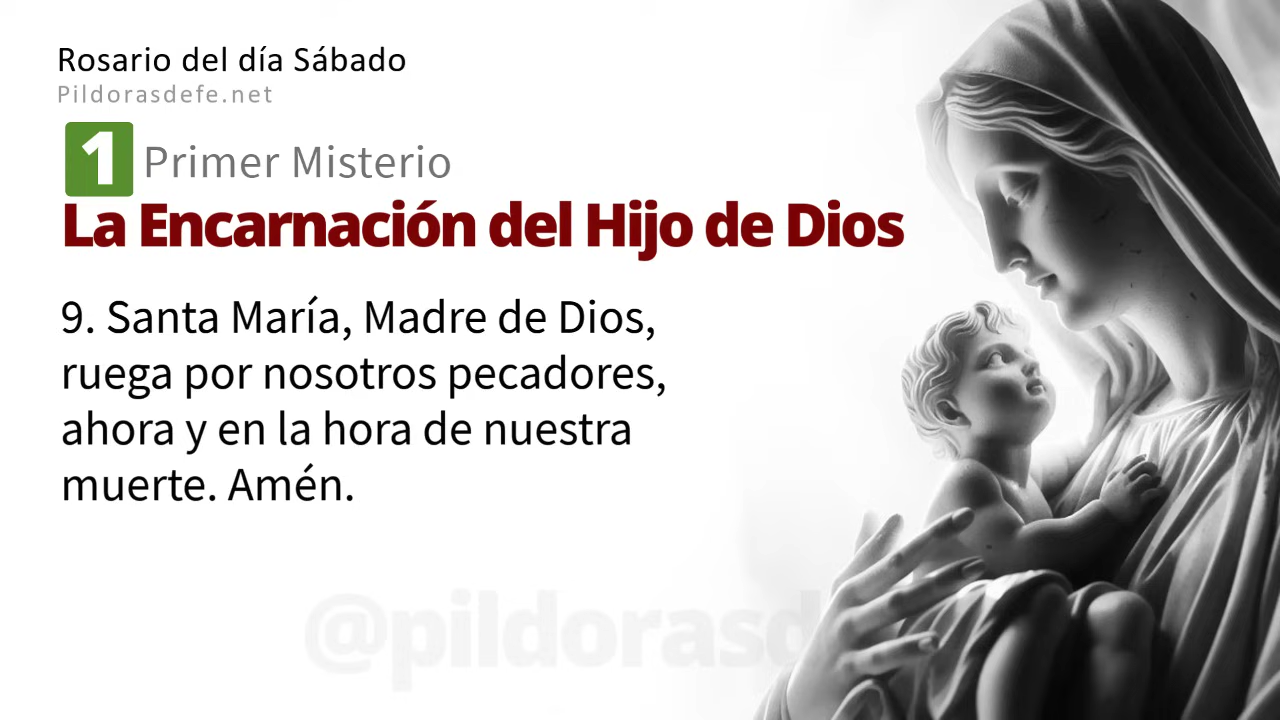 Rosario del día Sábado
Pildorasdefe.net
1 Primer Misterio
La Encarnación del Hijo de Dios
9. Santa María, Madre de Dios,
ruega por nosotros pecadores,
ahora y en la hora de nuestra
muerte. Amén.
@pildorasd